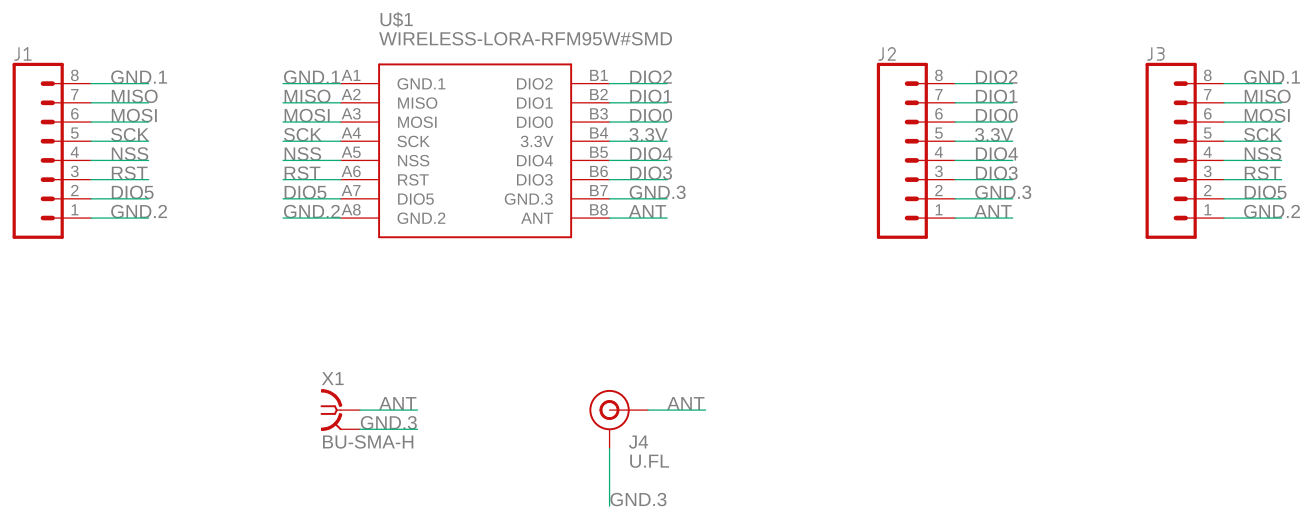 U$1
WIRELESS-LORA-RFM95W#SMD
J1
8 GND.1
7 MISO
6 MOSI
5 SCK
4 NSS
3 RST
2 DIO5
1 GND.2
GND.1 A1 GND.1 DIO2 B1 DIO2
MISO A2 MISO DIO1 B2 DIO1
MOSI A3 MOSI DIO0 B3 DIO0
SCK A4 SCK 3.3V B4 3.3V
NSS A5 NSS DIO4 B5 DIO4
RST A6 RST DIO3 B6 DIO3
DIO5 A7 DIO5 GND.3 B7 GND.3
GND.2 A8 GND.2 ANT B8 ANT
J2
8 DIO2
7 DIO1
6 DIO0
5 3.3V
4 DIO4
3 DIO3
2 GND.3
1 ANT
J3
8 GND.1
7 MISO
6 MOSI
5 SCK
4 NSS
3 RST
2 DIO5
1 GND.2
X1
ANT
GND.3
BU-SMA-H
ANT
J4
U.FL
GND.3